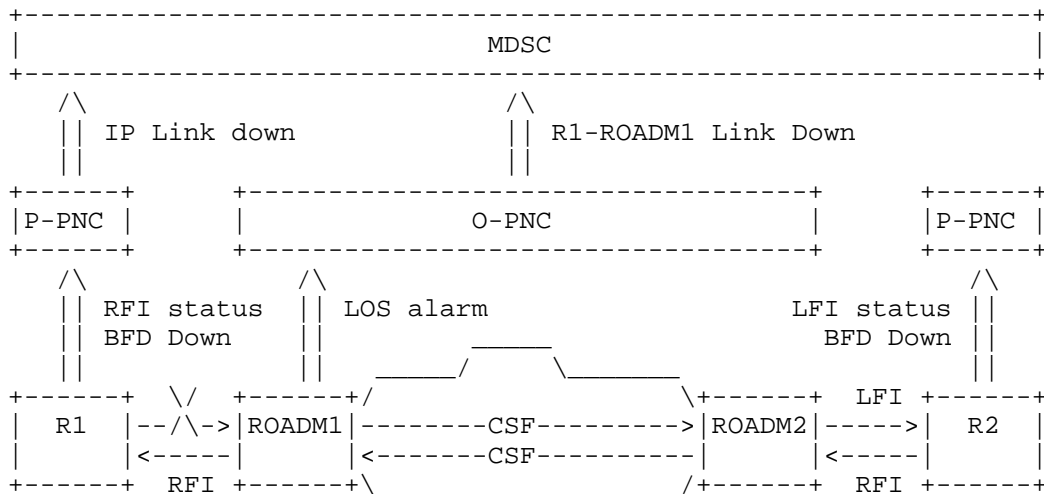 MDSC
IP Link down R1-ROADM1 Link Down
P-PNC O-PNC P-PNC
RFI status LOS alarm LFI status
BFD Down BFD Down
LFI
R1 ROADM1 CSF ROADM2 R2
CSF
RFI RFI